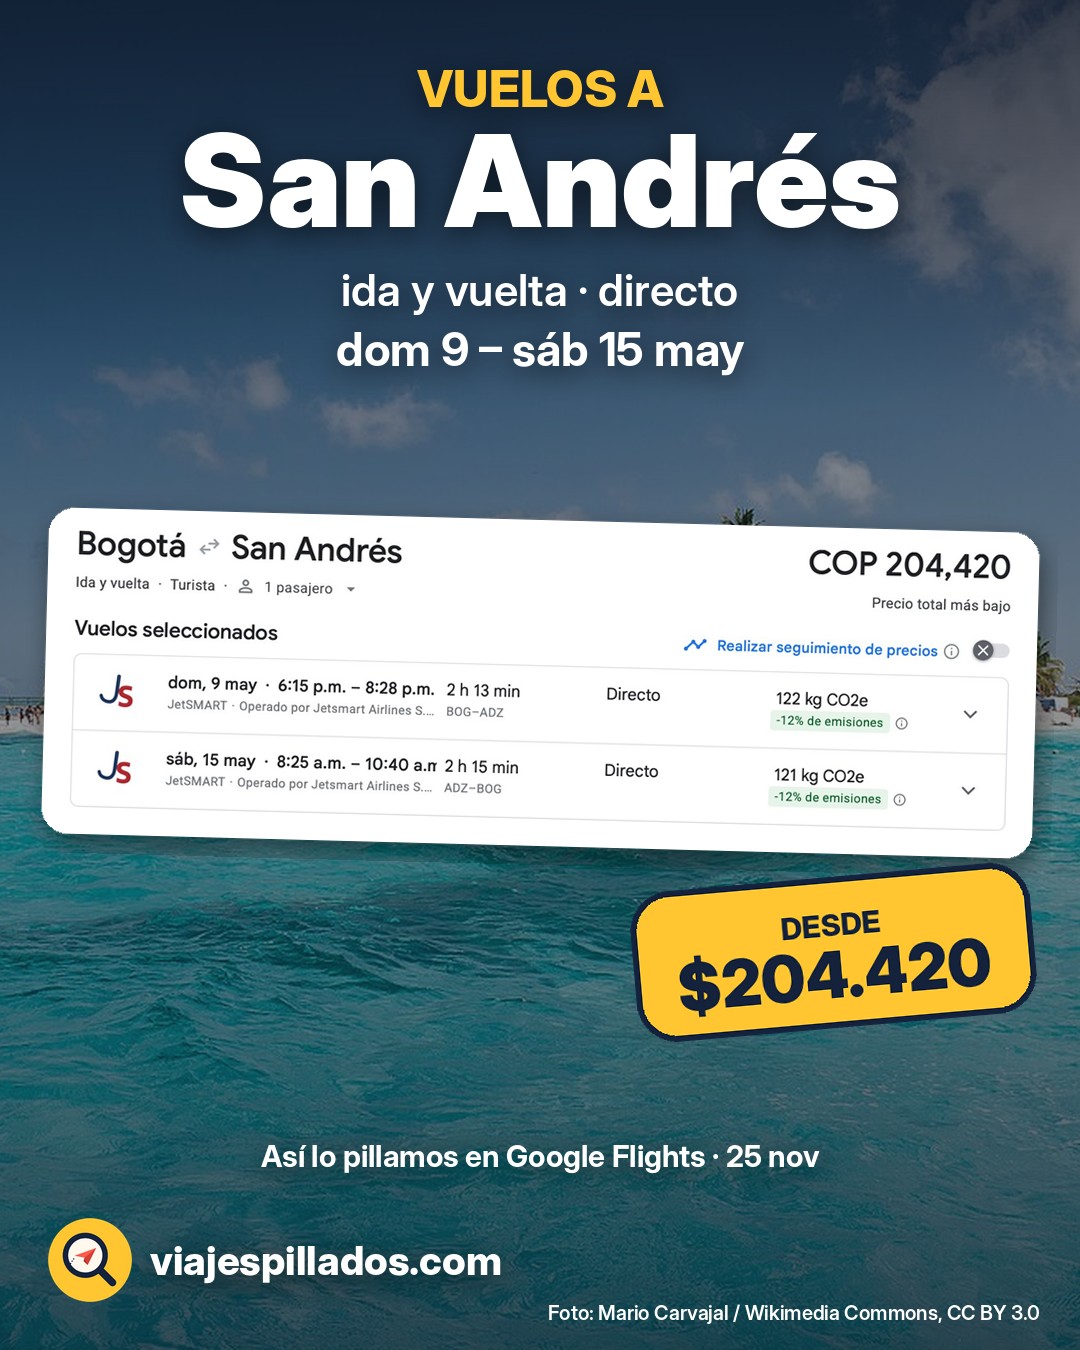 VUELOS A
San Andrés
ida y vuelta · directo
dom 9 – sáb 15 may
Bogotá San Andrés
COP 204,420
Ida y vuelta · Turista · 1 pasajero
Precio total más bajo
Vuelos seleccionados
Realizar seguimiento de precios
JS dom, 9 may · 6:15 p.m. – 8:28 p.m. 2 h 13 min Directo 122 kg CO2e
JetSMART · Operado por Jetsmart Airlines S.… BOG–ADZ -12% de emisiones
JS sáb, 15 may · 8:25 a.m. – 10:40 a.m 2 h 15 min Directo 121 kg CO2e
JetSMART · Operado por Jetsmart Airlines S.… ADZ–BOG -12% de emisiones
DESDE
$204.420
Así lo pillamos en Google Flights · 25 nov
viajespillados.com
Foto: Mario Carvajal / Wikimedia Commons, CC BY 3.0